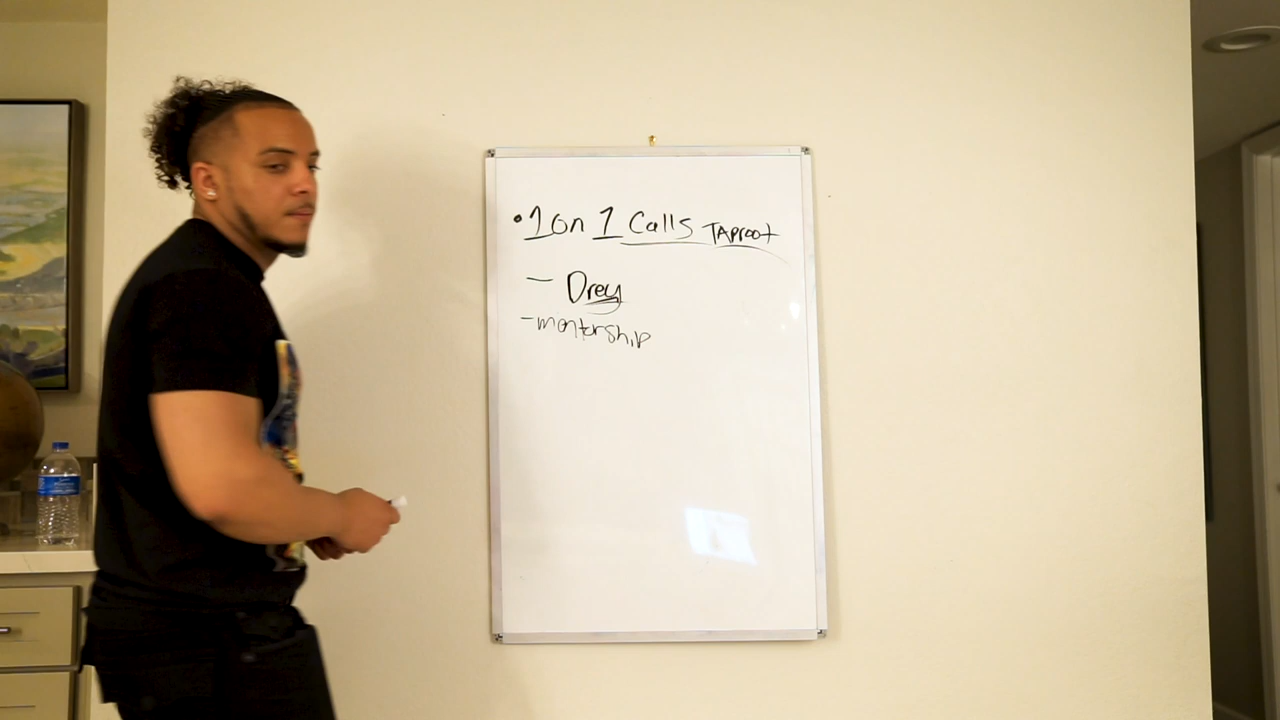 • 1 on 1 Calls TAproot
- Drey
- mentorship